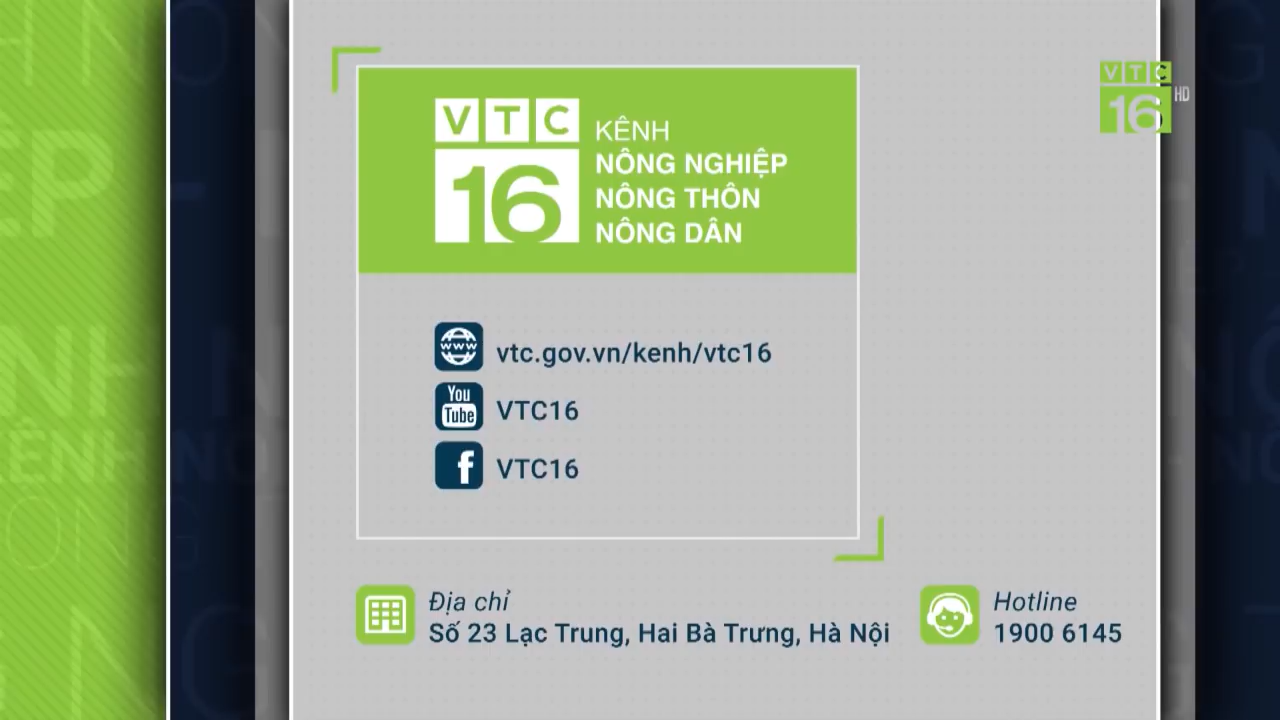 VTC
16
KÊNH
NÔNG NGHIỆP
NÔNG THÔN
NÔNG DÂN
VTC
16 HD
www
vtc.gov.vn/kenh/vtc16
You
Tube
VTC16
f
VTC16
Địa chỉ
Số 23 Lạc Trung, Hai Bà Trưng, Hà Nội
Hotline
1900 6145